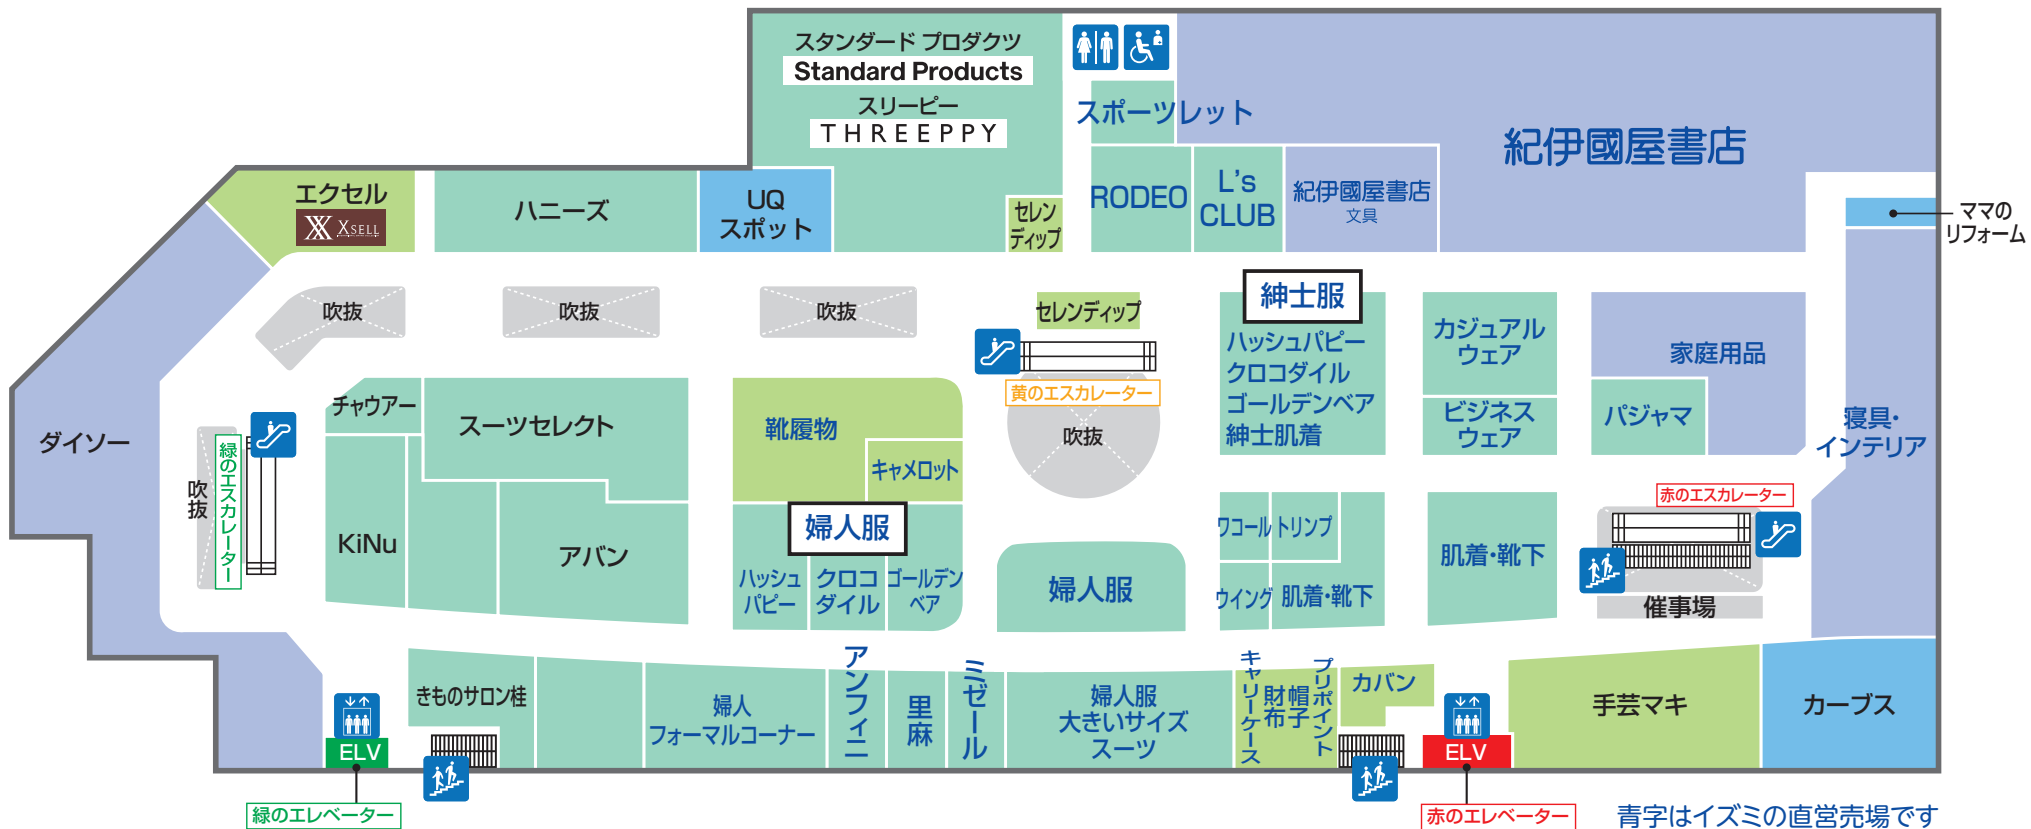 スタンダード プロダクツ
Standard Products
スリーピー
THREEPPY
スポーツレット
紀伊國屋書店
エクセル
XSELL
ハニーズ
UQ
スポット
セレン
ディップ
RODEO
L's
CLUB
紀伊國屋書店
文具
ママの
リフォーム
吹抜
吹抜
吹抜
セレンディップ
紳士服
ハッシュパピー
クロコダイル
ゴールデンベア
紳士肌着
カジュアル
ウェア
ビジネス
ウェア
家庭用品
パジャマ
寝具・
インテリア
黄のエスカレーター
吹抜
ダイソー
チャウアー
スーツセレクト
靴履物
キャメロット
吹抜
緑のエスカレーター
KiNu
アバン
婦人服
ハッシュ
パピー
クロコ
ダイル
ゴールデン
ベア
婦人服
ワコール
トリンプ
ウイング
肌着・靴下
肌着・靴下
赤のエスカレーター
催事場
きものサロン桂
婦人
フォーマルコーナー
アンフィニ
里麻
ミゼール
婦人服
大きいサイズ
スーツ
キャリーケース
財布
帽子
プリポイント
カバン
手芸マキ
カーブス
ELV
緑のエレベーター
ELV
赤のエレベーター
青字はイズミの直営売場です